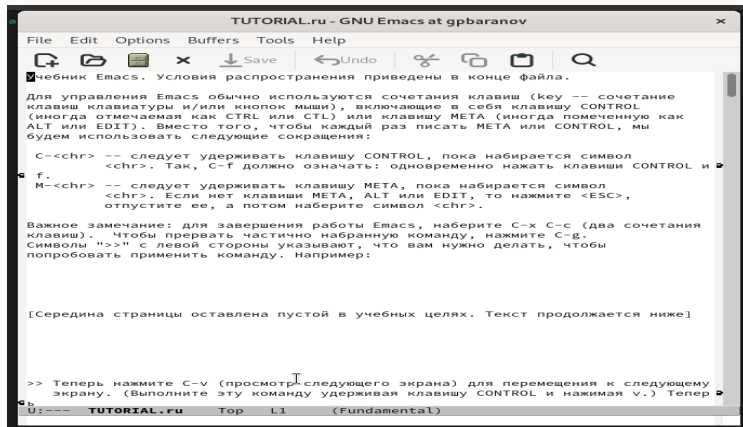 TUTORIAL.ru - GNU Emacs at gpbaranov
File Edit Options Buffers Tools Help
Save Undo
Учебник Emacs. Условия распространения приведены в конце файла.
Для управления Emacs обычно используются сочетания клавиш (key -- сочетание
клавиш клавиатуры и/или кнопок мыши), включающие в себя клавишу CONTROL
(иногда отмечаемая как CTRL или CTL) или клавишу META (иногда помеченную как
ALT или EDIT). Вместо того, чтобы каждый раз писать META или CONTROL, мы
будем использовать следующие сокращения:
C-<chr> -- следует удерживать клавишу CONTROL, пока набирается символ
<chr>. Так, C-f должно означать: одновременно нажать клавиши CONTROL и
f.
M-<chr> -- следует удерживать клавишу META, пока набирается символ
<chr>. Если нет клавиши META, ALT или EDIT, то нажмите <ESC>,
отпустите ее, а потом наберите символ <chr>.
Важное замечание: для завершения работы Emacs, наберите C-x C-c (два сочетания
клавиш). Чтобы прервать частично набранную команду, нажмите C-g.
Символы ">>" с левой стороны указывают, что вам нужно делать, чтобы
попробовать применить команду. Например:
[Середина страницы оставлена пустой в учебных целях. Текст продолжается ниже]
>> Теперь нажмите C-v (просмотр следующего экрана) для перемещения к следующему
экрану. (Выполните эту команду удерживая клавишу CONTROL и нажимая v.) Тепер
ь
U:--- TUTORIAL.ru Top L1 (Fundamental)